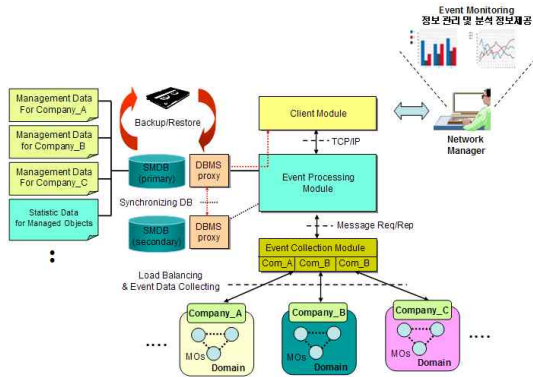 Event Monitoring
정보 관리 및 분석 정보제공
Management Data
For Company_A
Management Data
for Company_B
Management Data
For Company_C
Statistic Data
for Managed Objects
Backup/Restore
Client Module
Network
Manager
TCP/IP
SMDB
(primary)
DBMS
proxy
Event Processing
Module
Synchronizing DB
SMDB
(secondary)
DBMS
proxy
Message Req/Rep
Event Collection Module
Com_A Com_B Com_B
Load Balancing
& Event Data Collecting
Company_A
MOs
Domain
Company_B
MOs
Domain
Company_C
MOs
Domain